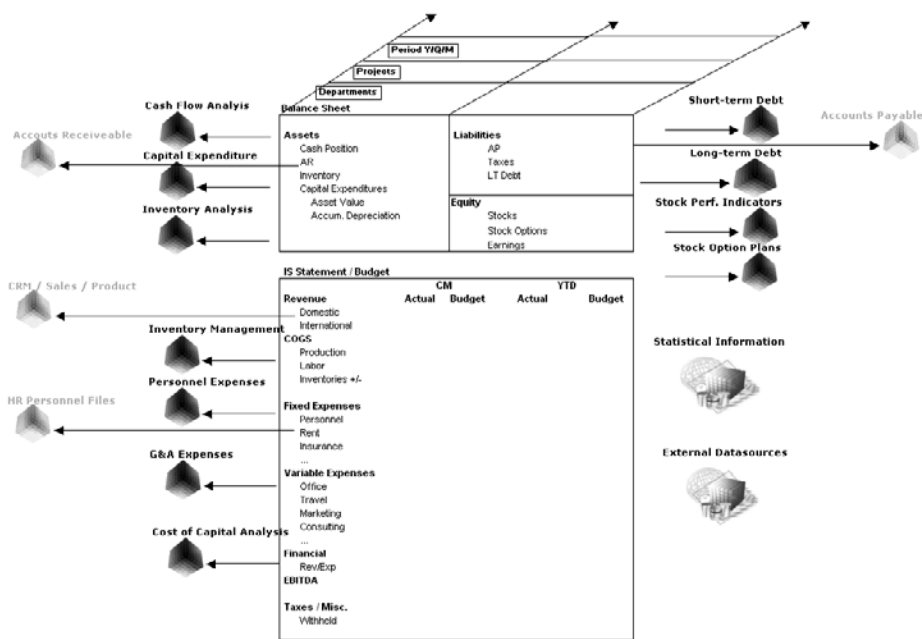 Period Y/Q/M
Projects
Departments
Balance Sheet
Cash Flow Analyis
Accouts Receiveable
Capital Expenditure
Inventory Analysis
Assets
Cash Position
AR
Inventory
Capital Expenditures
Asset Value
Accum. Depreciation
Liabilities
AP
Taxes
LT Debt
Equity
Stocks
Stock Options
Earnings
Short-term Debt
Accounts Payable
Long-term Debt
Stock Perf. Indicators
Stock Option Plans
IS Statement / Budget
CM YTD
Actual Budget Actual Budget
CRM / Sales / Product
Inventory Management
Personnel Expenses
HR Personnel Files
G&A Expenses
Cost of Capital Analysis
Revenue
Domestic
International
COGS
Production
Labor
Inventories +/-
Fixed Expenses
Personnel
Rent
Insurance
...
Variable Expenses
Office
Travel
Marketing
Consulting
...
Financial
Rev/Exp
EBITDA
Taxes / Misc.
Withheld
Statistical Information
External Datasources